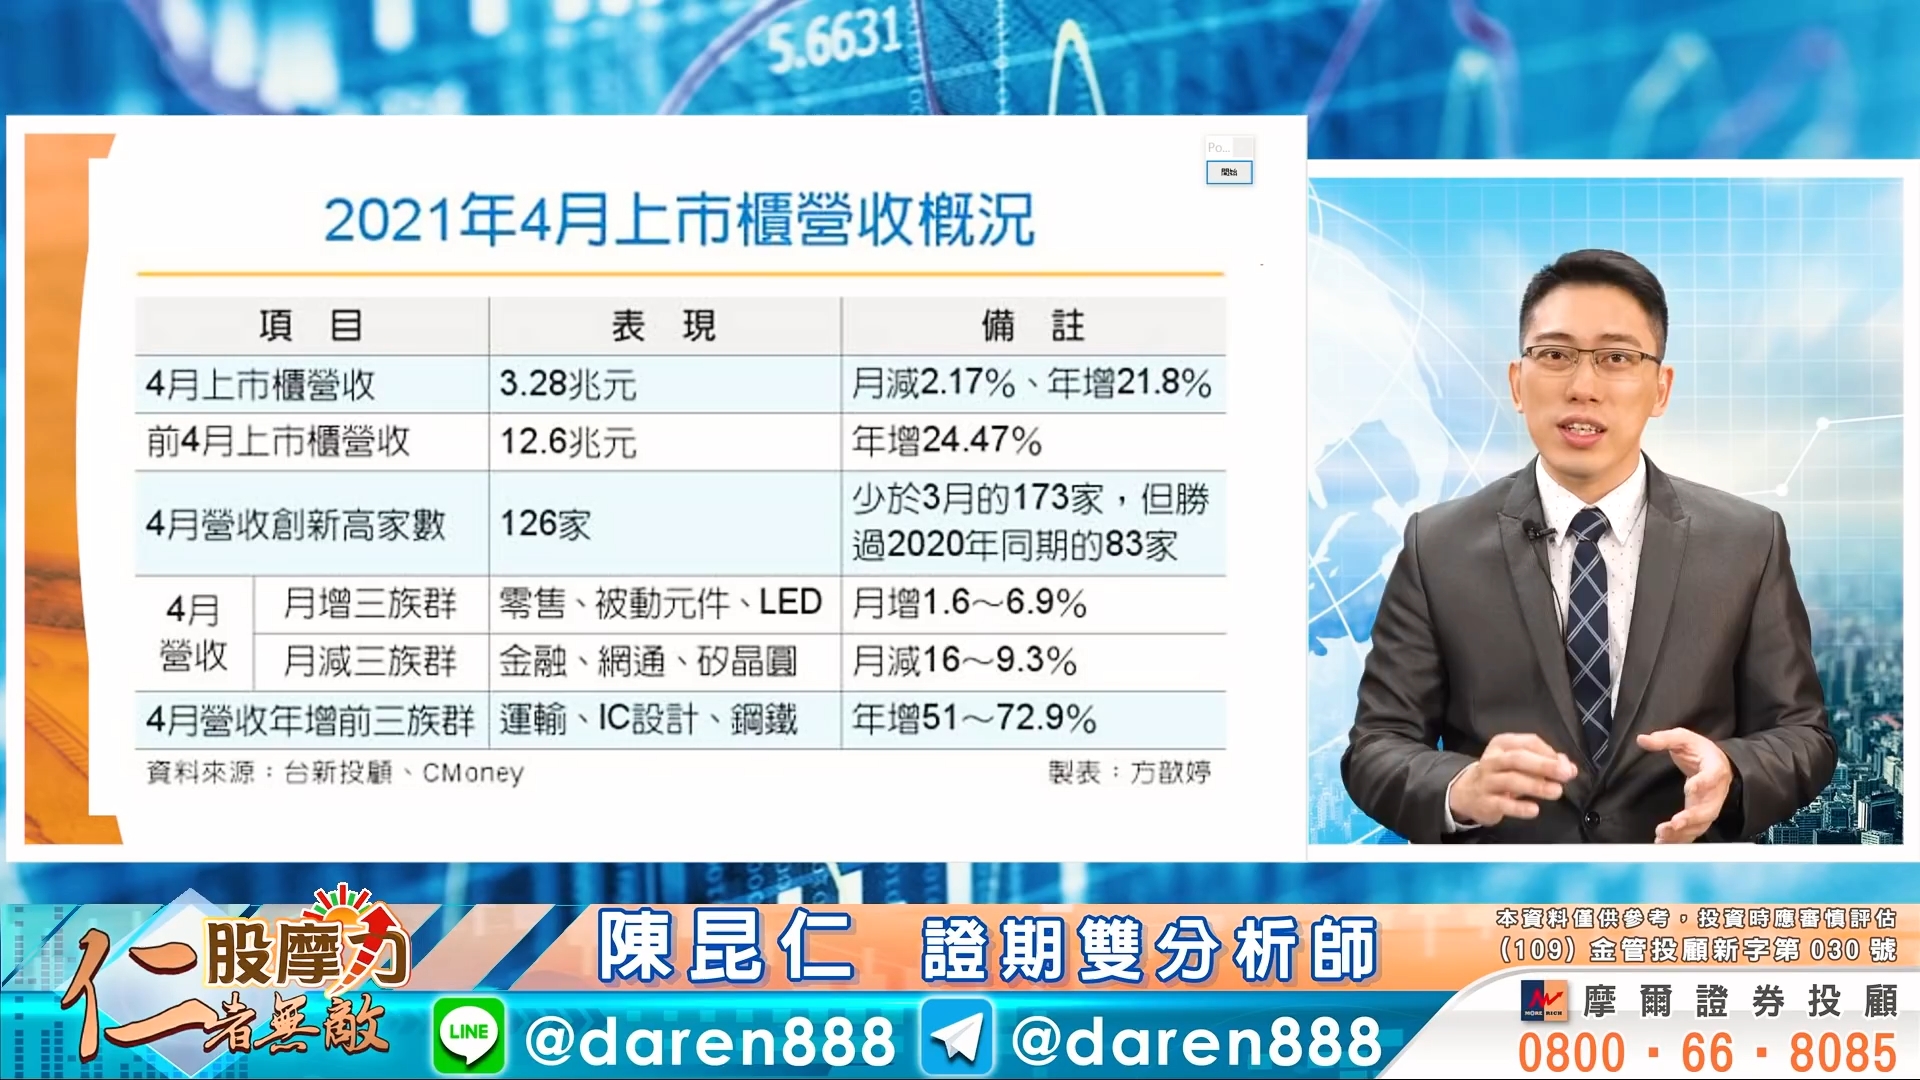 5.6631
Po...
開始
2021年4月上市櫃營收概況
項 目 表 現 備 註
4月上市櫃營收 3.28兆元 月減2.17%、年增21.8%
前4月上市櫃營收 12.6兆元 年增24.47%
4月營收創新高家數 126家 少於3月的173家，但勝
過2020年同期的83家
4月
營收
月增三族群 零售、被動元件、LED 月增1.6～6.9%
月減三族群 金融、網通、矽晶圓 月減16～9.3%
4月營收年增前三族群 運輸、IC設計、鋼鐵 年增51～72.9%
資料來源：台新投顧、CMoney 製表：方歆婷
股摩力
仁者無敵
陳昆仁 證期雙分析師
LINE @daren888 @daren888
本資料僅供參考，投資時應審慎評估
(109) 金管投顧新字第 030 號
MORE RICH 摩爾證券投顧
0800・66・8085